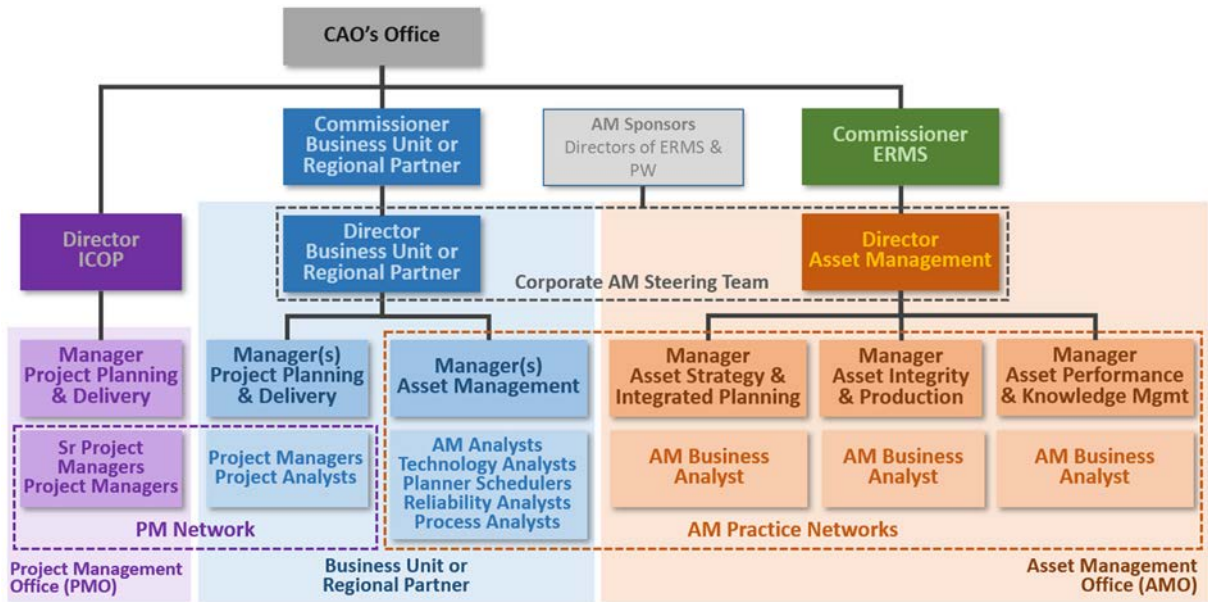 CAO's Office
Commissioner
Business Unit or
Regional Partner
AM Sponsors
Directors of ERMS &
PW
Commissioner
ERMS
Director
ICOP
Director
Business Unit or
Regional Partner
Director
Asset Management
Corporate AM Steering Team
Manager
Project Planning
& Delivery
Manager(s)
Project Planning
& Delivery
Manager(s)
Asset Management
Manager
Asset Strategy &
Integrated Planning
Manager
Asset Integrity
& Production
Manager
Asset Performance
& Knowledge Mgmt
Sr Project
Managers
Project Managers
Project Managers
Project Analysts
AM Analysts
Technology Analysts
Planner Schedulers
Reliability Analysts
Process Analysts
AM Business
Analyst
AM Business
Analyst
AM Business
Analyst
PM Network
AM Practice Networks
Project Management
Office (PMO)
Business Unit or
Regional Partner
Asset Management
Office (AMO)